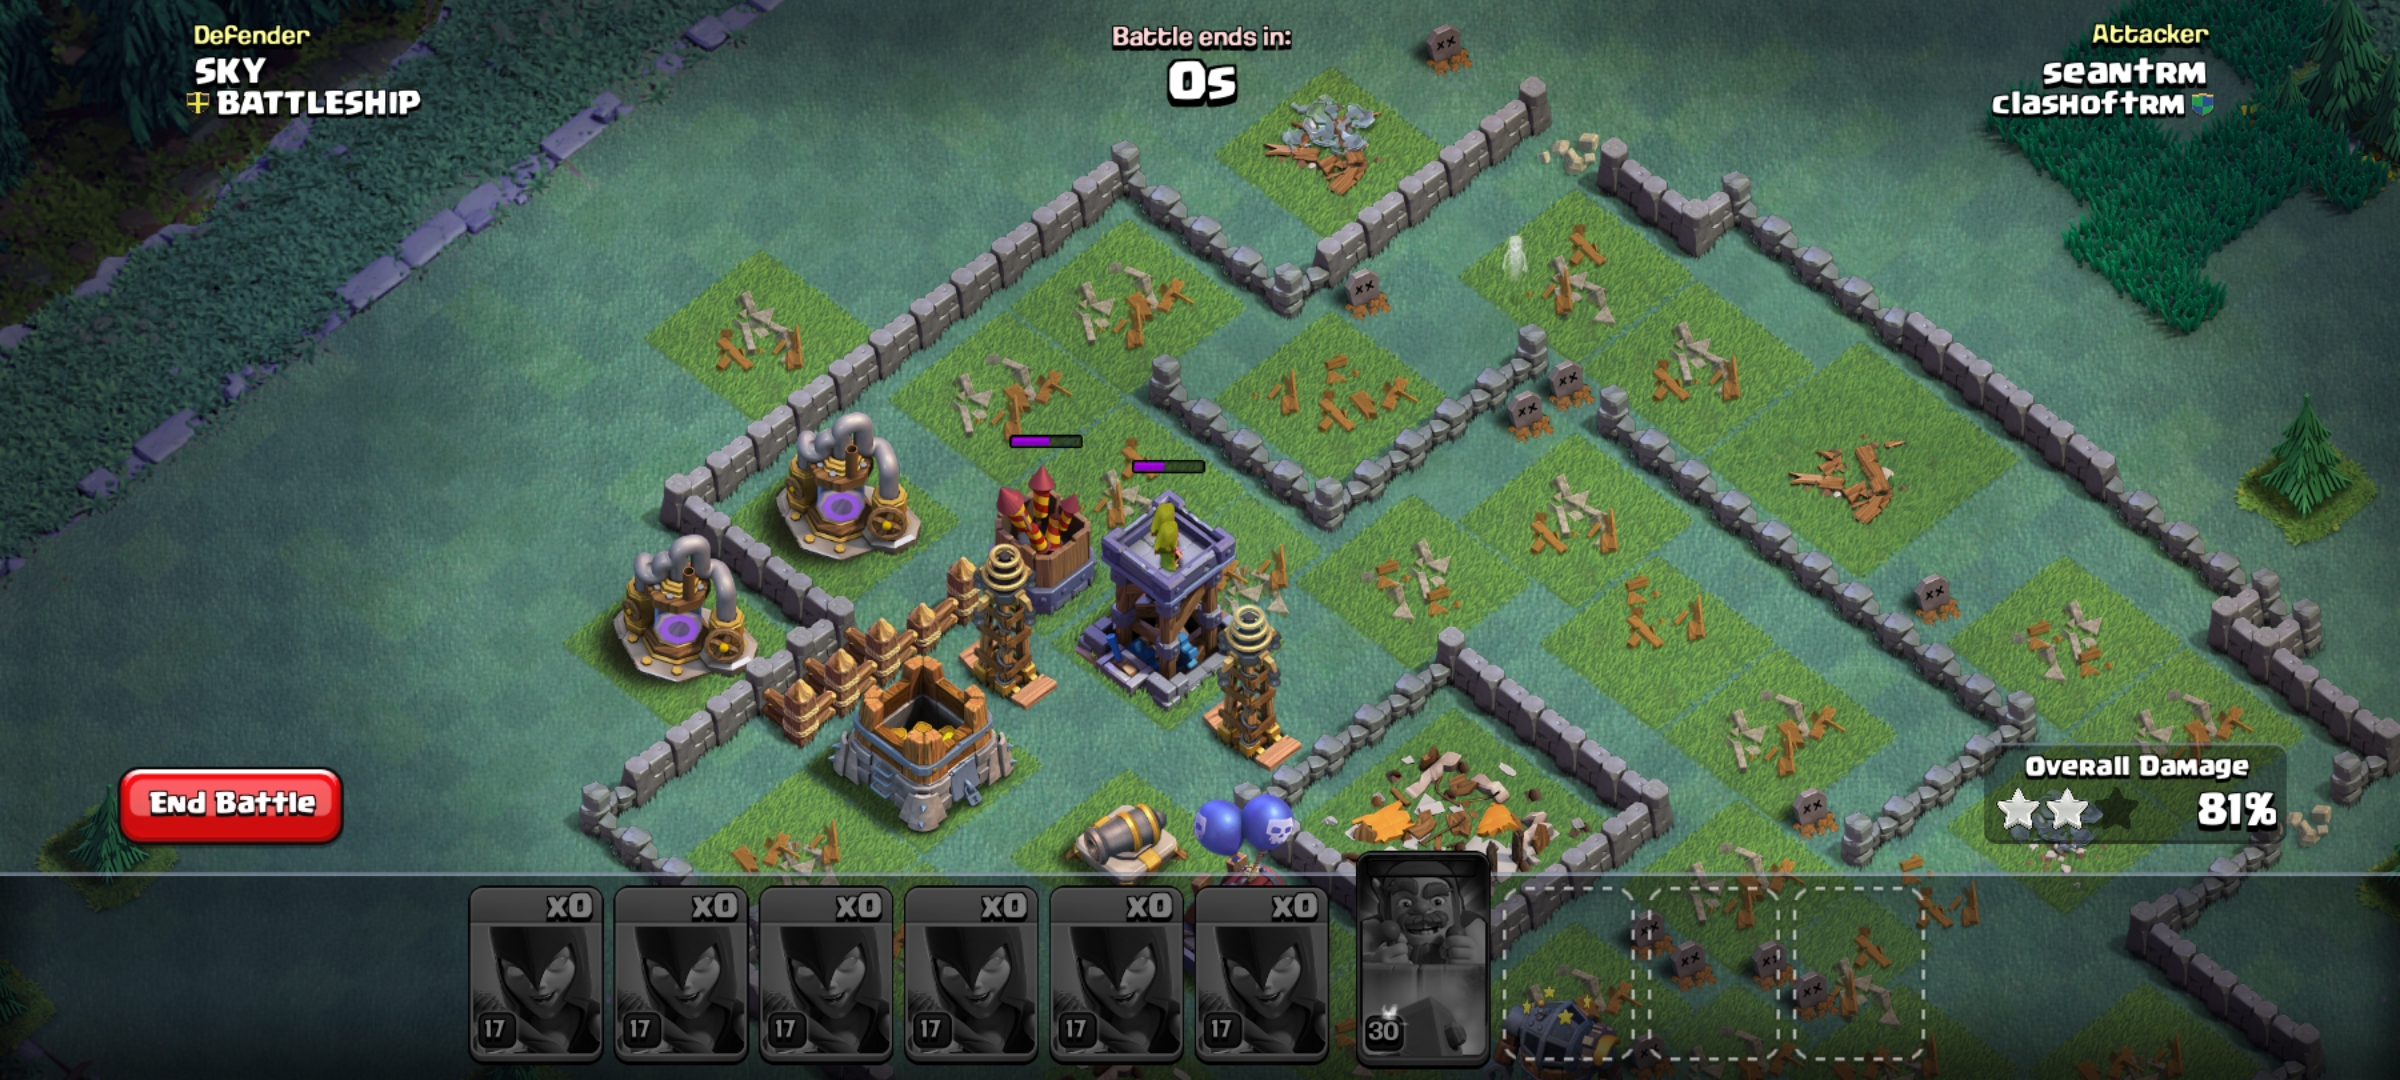 Defender
SKY
BATTLESHIP
Battle ends in:
0s
Attacker
seantRM
clashoftRM
End Battle
Overall Damage
81%
x0
x0
x0
x0
x0
x0
17
17
17
17
17
17
30